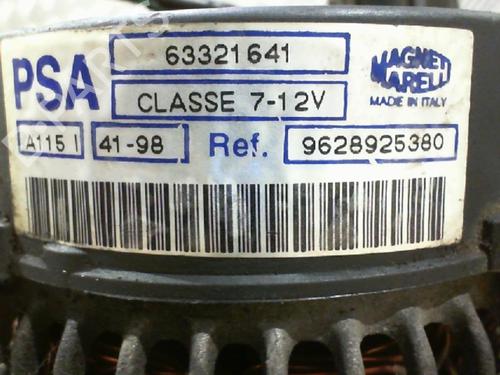 PSA
63321641
CLASSE 7-12V
MAGNETI
MARELLI
MADE IN ITALY
A115 I
41-98
Ref.
9628925380